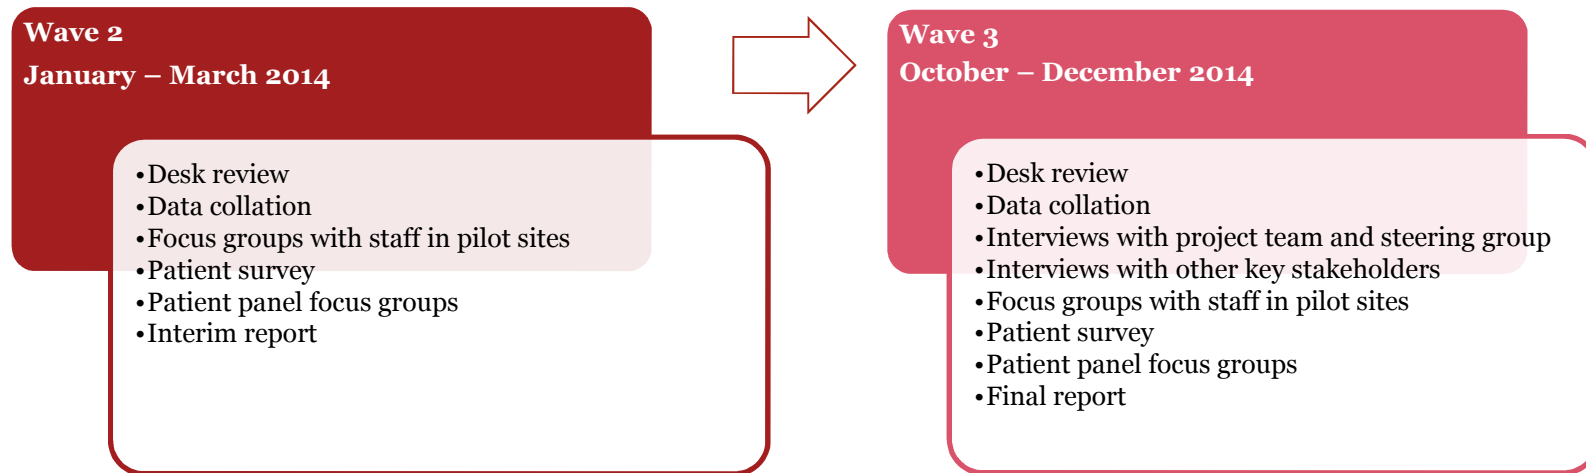 Wave 2
January – March 2014
•Desk review
•Data collation
•Focus groups with staff in pilot sites
•Patient survey
•Patient panel focus groups
•Interim report
Wave 3
October – December 2014
•Desk review
•Data collation
•Interviews with project team and steering group
•Interviews with other key stakeholders
•Focus groups with staff in pilot sites
•Patient survey
•Patient panel focus groups
•Final report